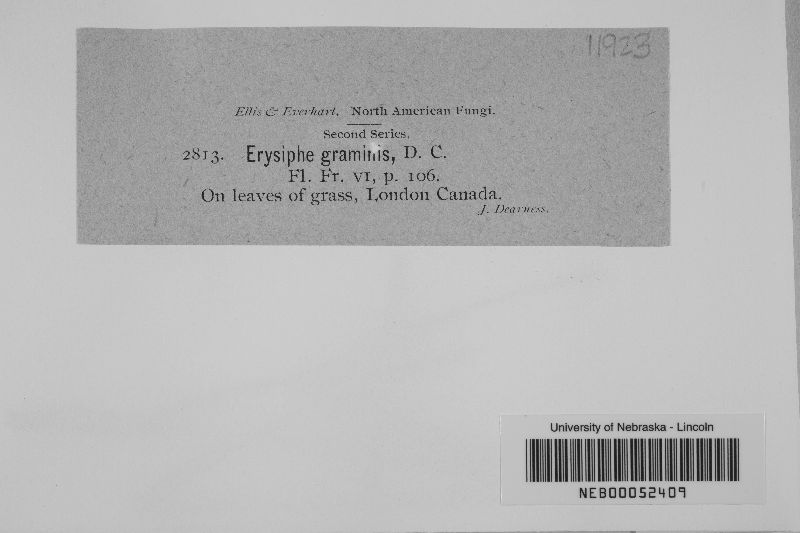 11923
Ellis & Everhart. North American Fungi.
Second Series.
2813. Erysiphe graminis, D. C.
Fl. Fr. VI, p. 106.
On leaves of grass, London Canada.
J. Dearness.
University of Nebraska - Lincoln
NEB00052409